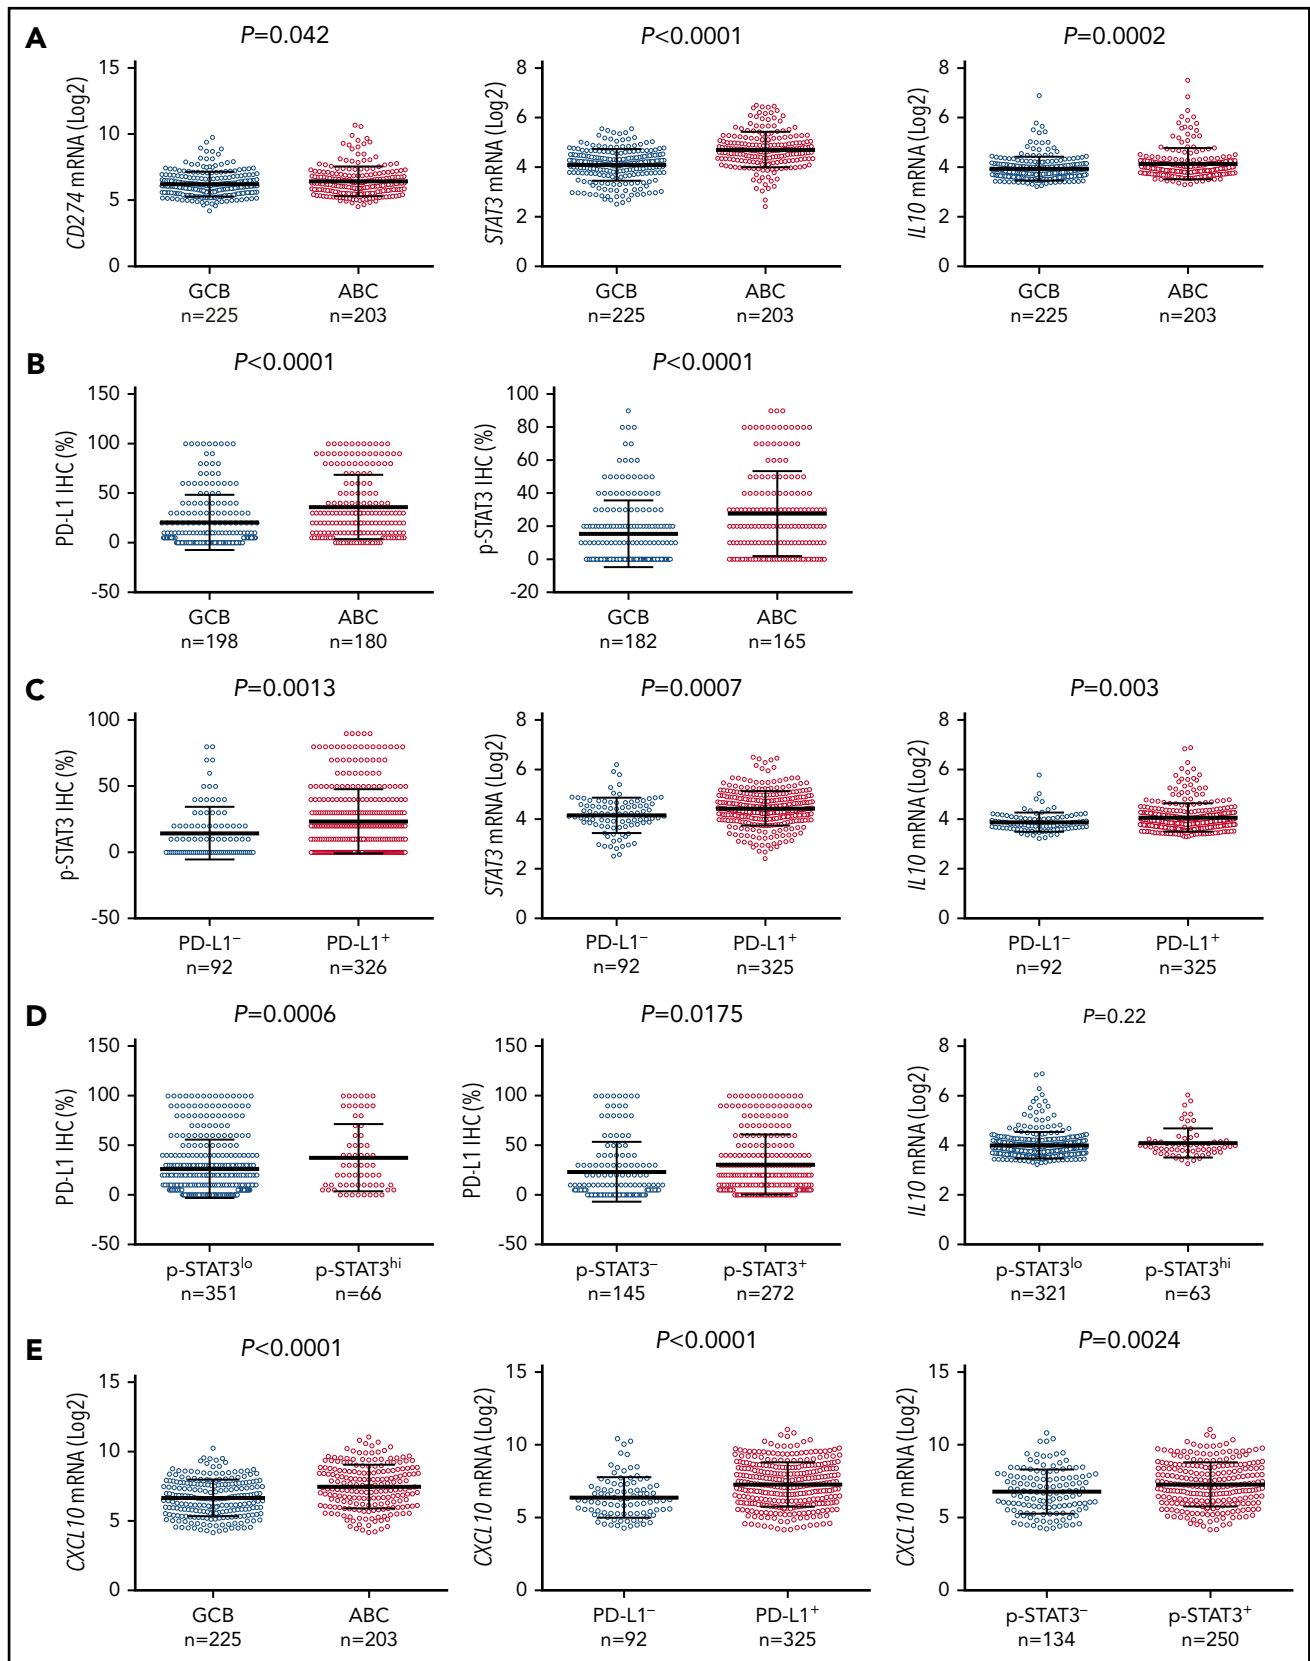 A
P=0.042
CD274 mRNA (Log2)
15
10
5
0
GCB
n=225
ABC
n=203
P<0.0001
STAT3 mRNA (Log2)
8
6
4
2
0
GCB
n=225
ABC
n=203
P=0.0002
IL10 mRNA (Log2)
8
6
4
2
0
GCB
n=225
ABC
n=203
B
P<0.0001
PD-L1 IHC (%)
150
100
50
0
-50
GCB
n=198
ABC
n=180
P<0.0001
p-STAT3 IHC (%)
100
80
60
40
20
0
-20
GCB
n=182
ABC
n=165
C
P=0.0013
p-STAT3 IHC (%)
100
50
0
-50
PD-L1⁻
n=92
PD-L1⁺
n=326
P=0.0007
STAT3 mRNA (Log2)
8
6
4
2
0
PD-L1⁻
n=92
PD-L1⁺
n=325
P=0.003
IL10 mRNA (Log2)
8
6
4
2
0
PD-L1⁻
n=92
PD-L1⁺
n=325
D
P=0.0006
PD-L1 IHC (%)
150
100
50
0
-50
p-STAT3ˡᵒ
n=351
p-STAT3ʰⁱ
n=66
P=0.0175
PD-L1 IHC (%)
150
100
50
0
-50
p-STAT3⁻
n=145
p-STAT3⁺
n=272
P=0.22
IL10 mRNA (Log2)
8
6
4
2
0
p-STAT3ˡᵒ
n=321
p-STAT3ʰⁱ
n=63
E
P<0.0001
CXCL10 mRNA (Log2)
15
10
5
0
GCB
n=225
ABC
n=203
P<0.0001
CXCL10 mRNA (Log2)
15
10
5
0
PD-L1⁻
n=92
PD-L1⁺
n=325
P=0.0024
CXCL10 mRNA (Log2)
15
10
5
0
p-STAT3⁻
n=134
p-STAT3⁺
n=250